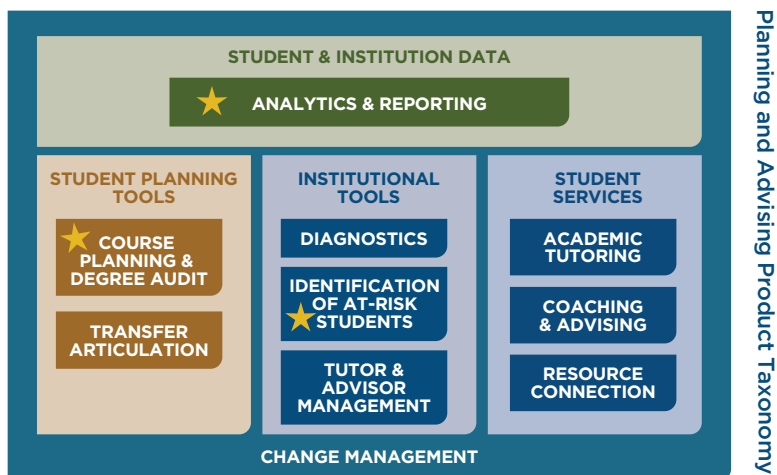 STUDENT & INSTITUTION DATA
ANALYTICS & REPORTING
STUDENT PLANNING
TOOLS
COURSE
PLANNING &
DEGREE AUDIT
TRANSFER
ARTICULATION
INSTITUTIONAL
TOOLS
DIAGNOSTICS
IDENTIFICATION
OF AT-RISK
STUDENTS
TUTOR &
ADVISOR
MANAGEMENT
STUDENT
SERVICES
ACADEMIC
TUTORING
COACHING
& ADVISING
RESOURCE
CONNECTION
CHANGE MANAGEMENT
Planning and Advising Product Taxonomy